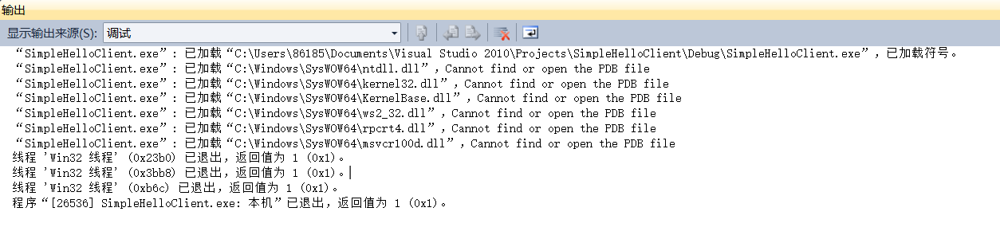 输出
显示输出来源(S): 调试
“SimpleHelloClient.exe”: 已加载“C:\Users\86185\Documents\Visual Studio 2010\Projects\SimpleHelloClient\Debug\SimpleHelloClient.exe”，已加载符号。
“SimpleHelloClient.exe”: 已加载“C:\Windows\SysWOW64\ntdll.dll”，Cannot find or open the PDB file
“SimpleHelloClient.exe”: 已加载“C:\Windows\SysWOW64\kernel32.dll”，Cannot find or open the PDB file
“SimpleHelloClient.exe”: 已加载“C:\Windows\SysWOW64\KernelBase.dll”，Cannot find or open the PDB file
“SimpleHelloClient.exe”: 已加载“C:\Windows\SysWOW64\ws2_32.dll”，Cannot find or open the PDB file
“SimpleHelloClient.exe”: 已加载“C:\Windows\SysWOW64\rpcrt4.dll”，Cannot find or open the PDB file
“SimpleHelloClient.exe”: 已加载“C:\Windows\SysWOW64\msvcr100d.dll”，Cannot find or open the PDB file
线程 'Win32 线程' (0x23b0) 已退出，返回值为 1 (0x1)。
线程 'Win32 线程' (0x3bb8) 已退出，返回值为 1 (0x1)。
线程 'Win32 线程' (0xb6c) 已退出，返回值为 1 (0x1)。
程序“[26536] SimpleHelloClient.exe: 本机”已退出，返回值为 1 (0x1)。